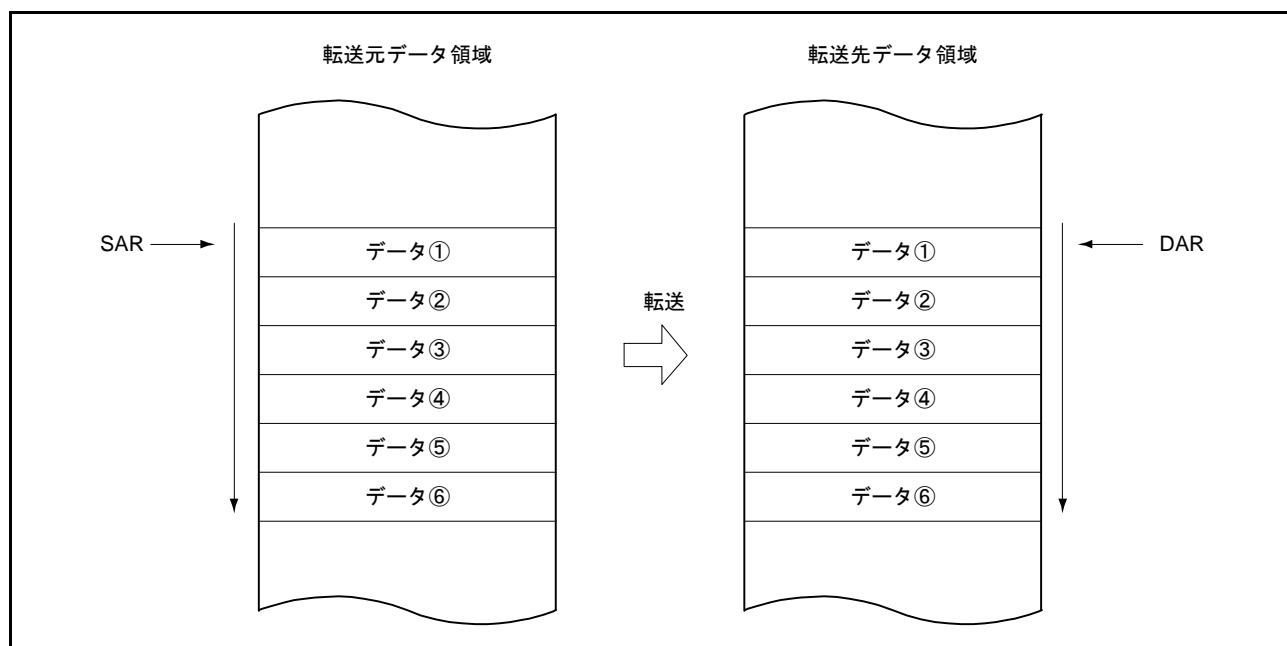 転送元データ領域
転送先データ領域
SAR
データ①
データ②
データ③
データ④
データ⑤
データ⑥
転送
データ①
データ②
データ③
データ④
データ⑤
データ⑥
DAR